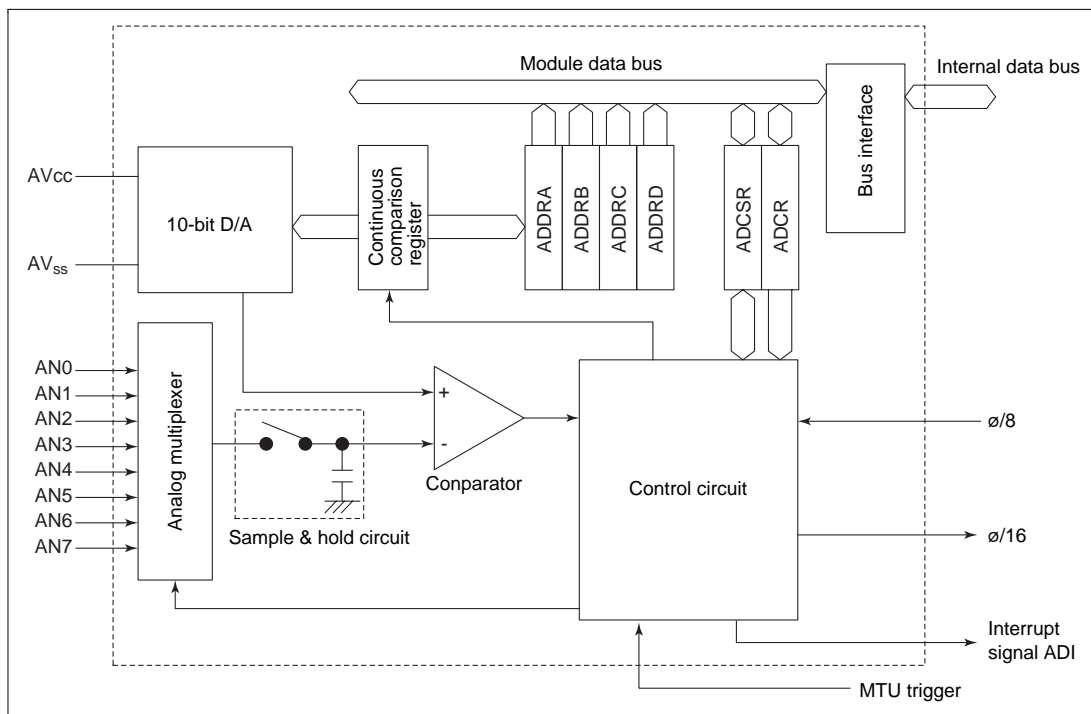 Module data bus
Internal data bus
Bus interface
AVcc
AVss
10-bit D/A
Continuous
comparison
register
ADDRA
ADDRB
ADDRC
ADDRD
ADCSR
ADCR
AN0
AN1
AN2
AN3
AN4
AN5
AN6
AN7
Analog multiplexer
+
-
Conparator
Sample & hold circuit
Control circuit
ø/8
ø/16
Interrupt
signal ADI
MTU trigger